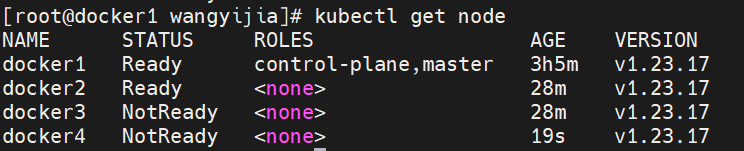 [root@docker1 wangyijia]# kubectl get node
NAME STATUS ROLES AGE VERSION
docker1 Ready control-plane,master 3h5m v1.23.17
docker2 Ready <none> 28m v1.23.17
docker3 NotReady <none> 28m v1.23.17
docker4 NotReady <none> 19s v1.23.17